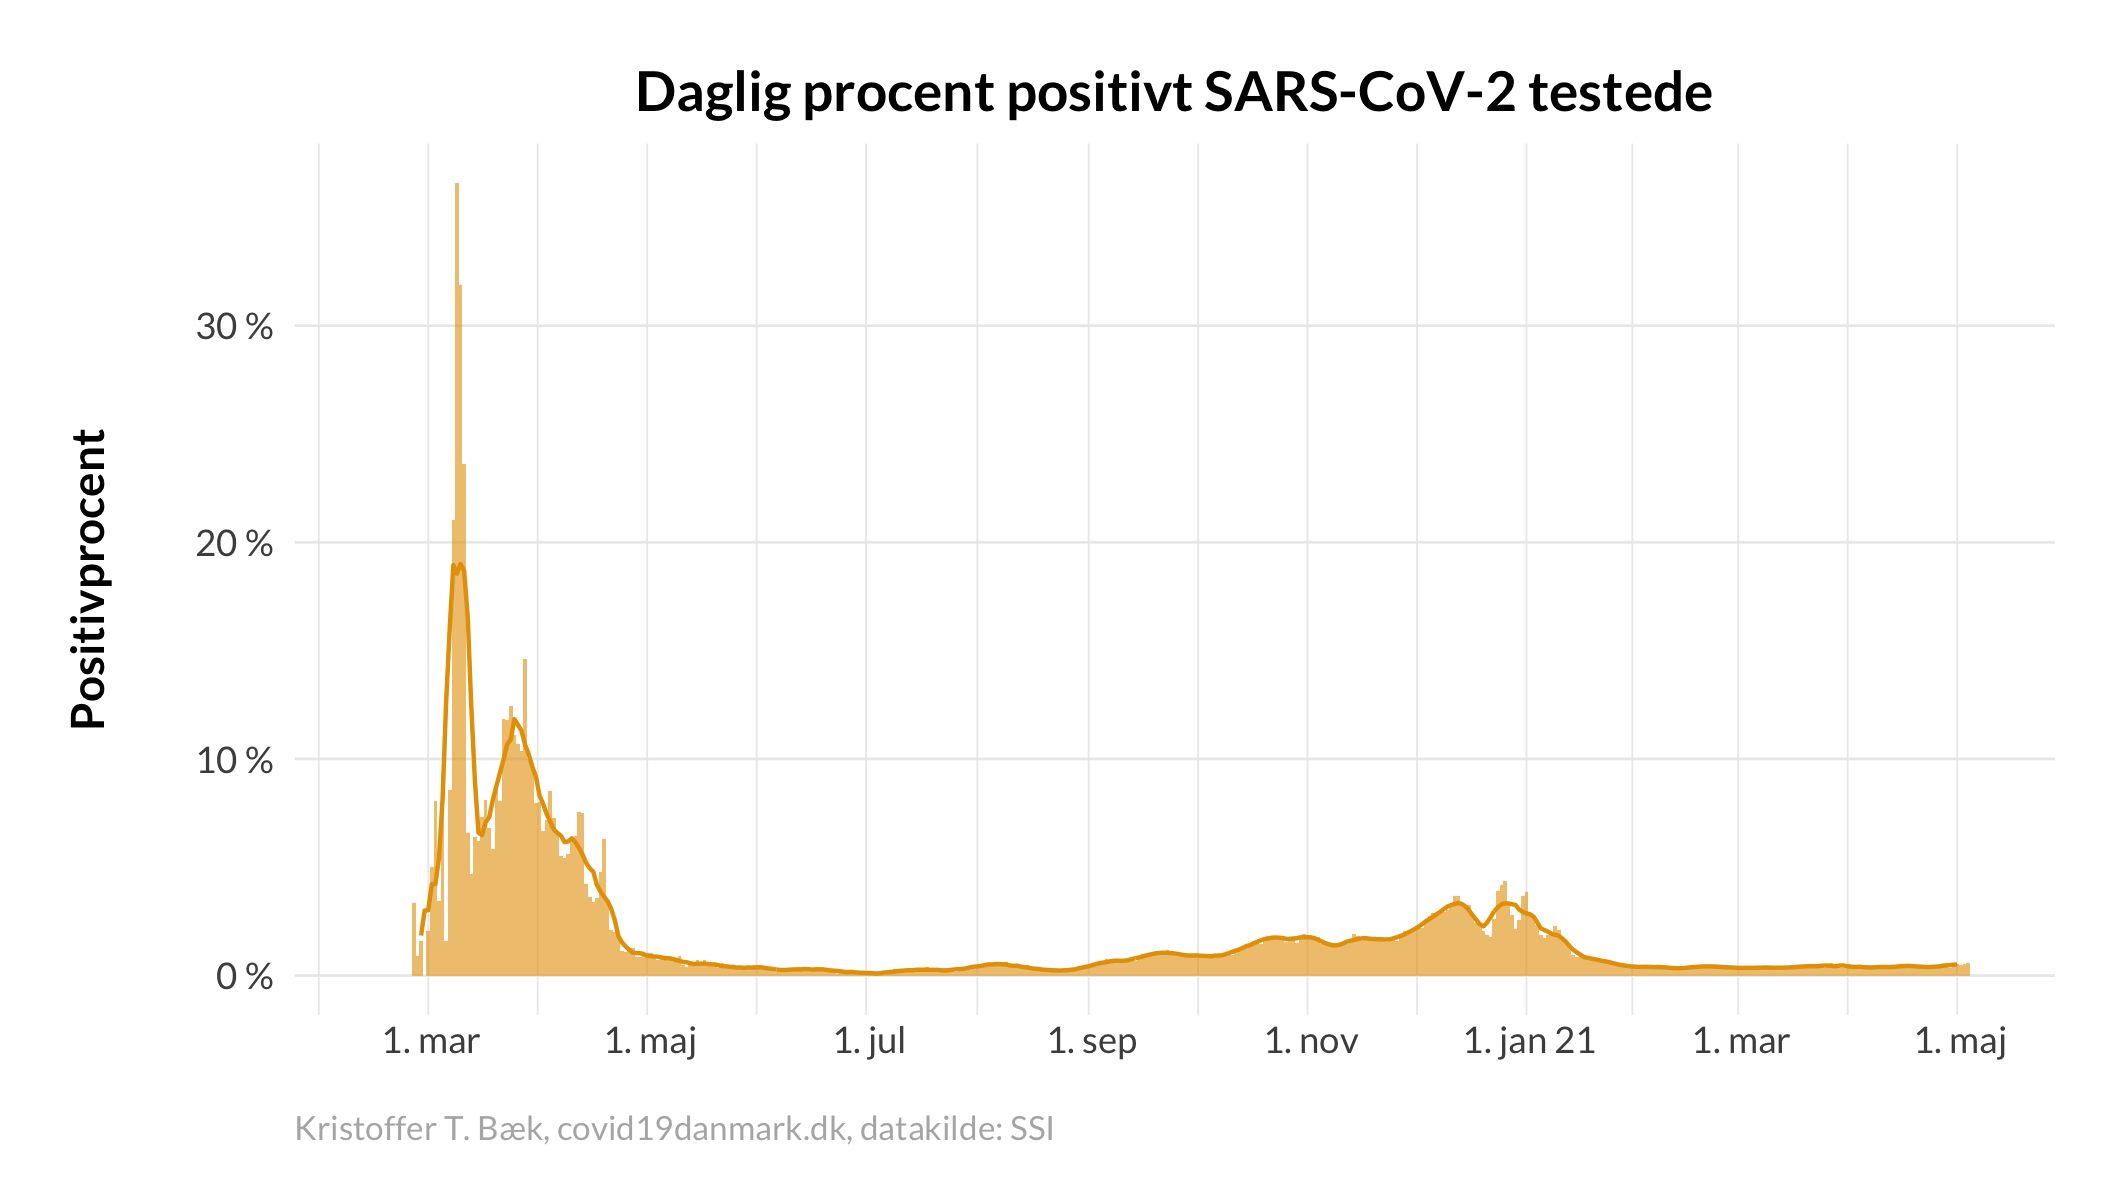 Daglig procent positivt SARS-CoV-2 testede
Positivprocent
30 %
20 %
10 %
0 %
1. mar
1. maj
1. jul
1. sep
1. nov
1. jan 21
1. mar
1. maj
Kristoffer T. Bæk, covid19danmark.dk, datakilde: SSI